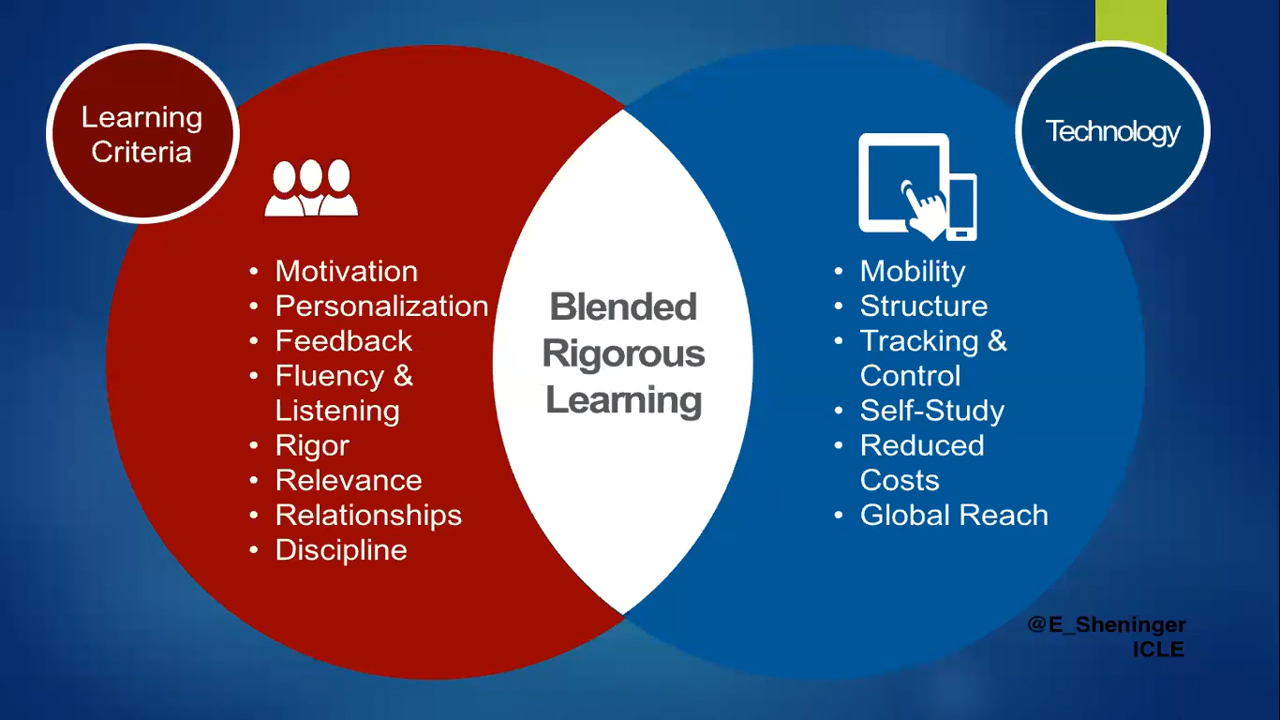 Learning
Criteria
Technology
• Motivation
• Personalization
• Feedback
• Fluency &
Listening
• Rigor
• Relevance
• Relationships
• Discipline
Blended
Rigorous
Learning
• Mobility
• Structure
• Tracking &
Control
• Self-Study
• Reduced
Costs
• Global Reach
@E_Sheninger
ICLE